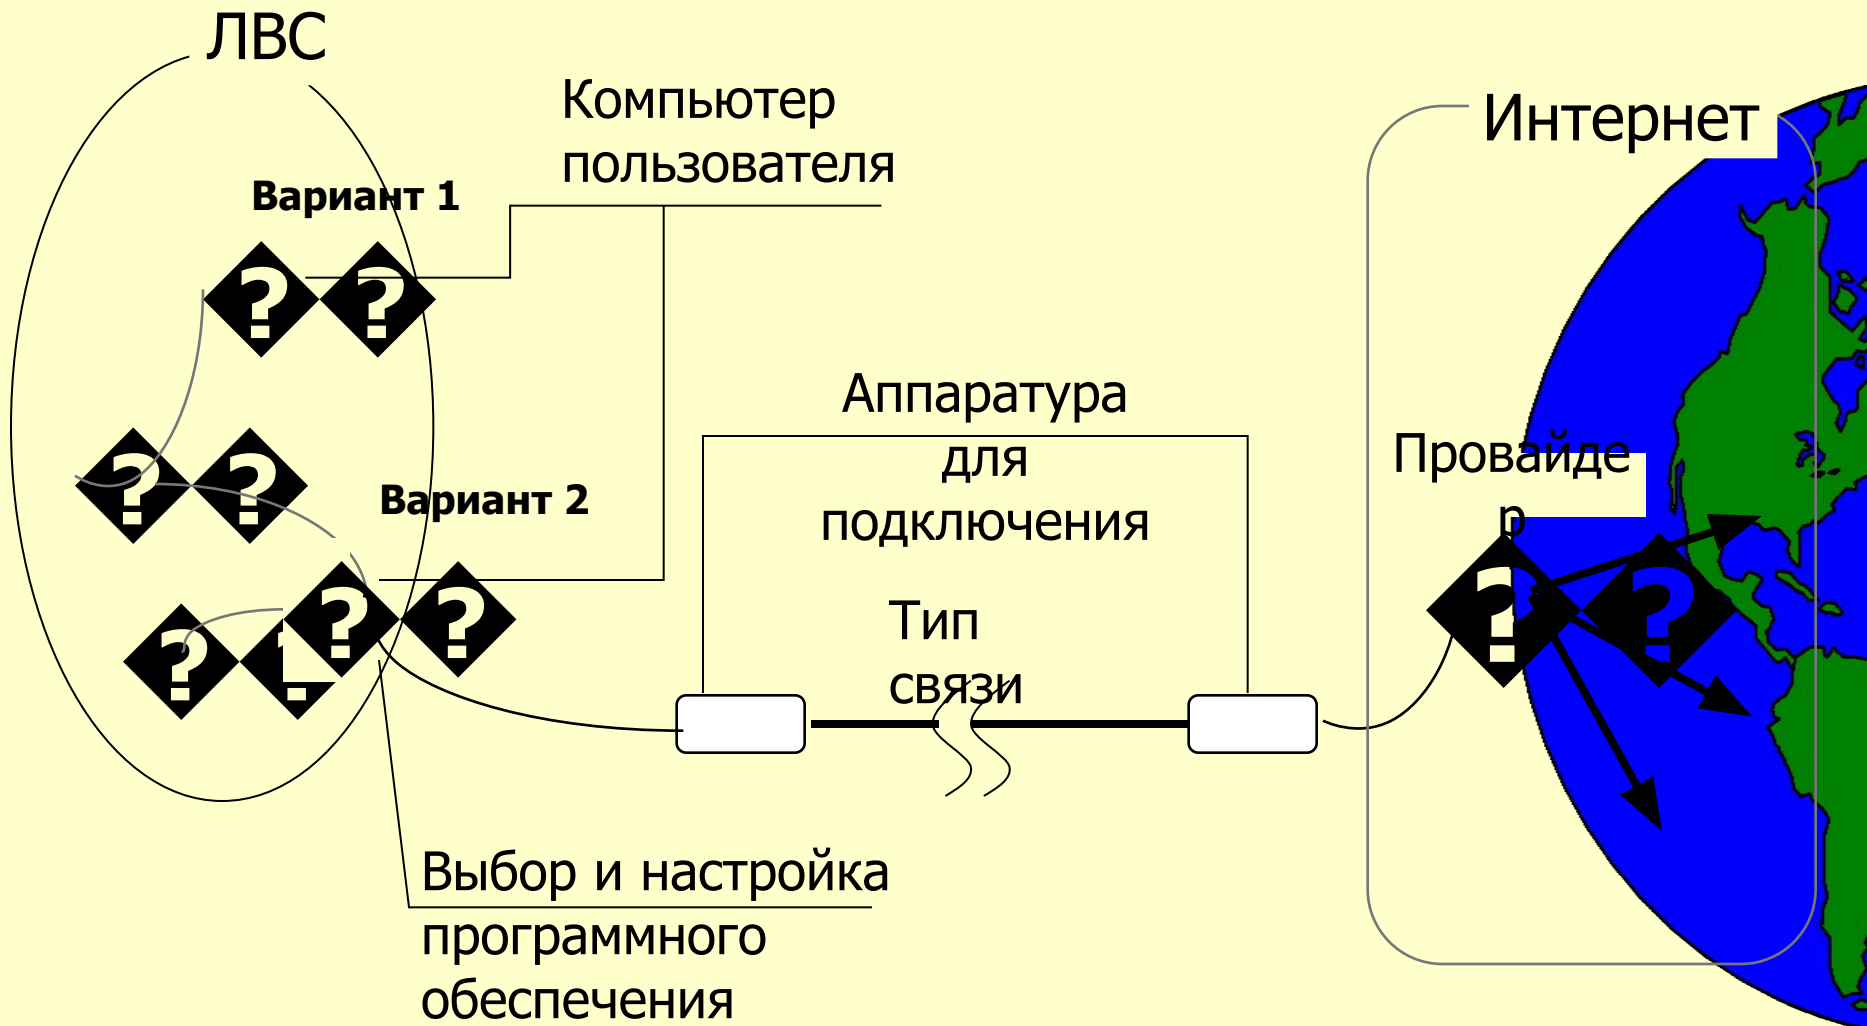 ЛВС
Компьютер
пользователя
Интернет
Вариант 1
��
Аппаратура
для
подключения
Провайде
р
��
Вариант 2
��
��
��
Тип
связи
Выбор и настройка
программного
обеспечения